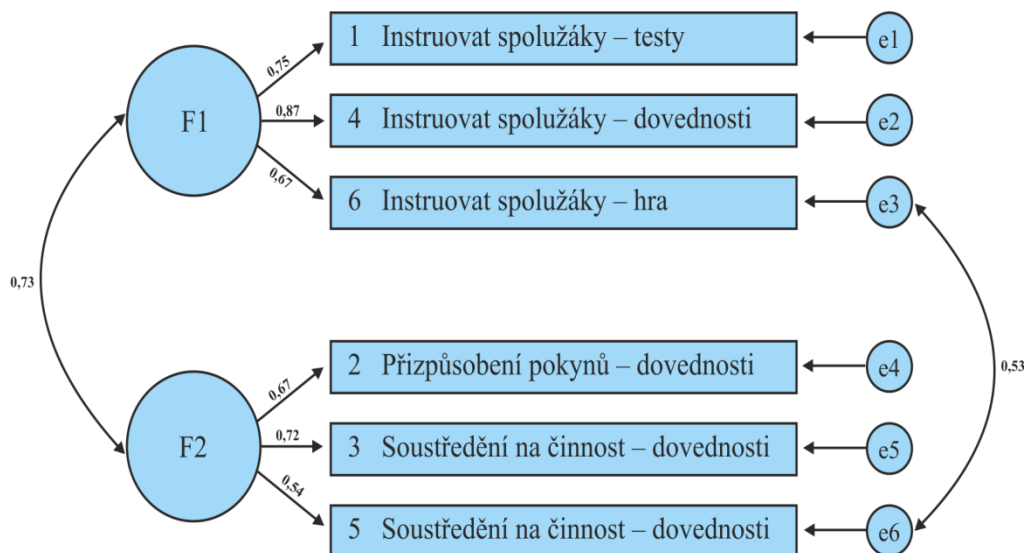 F1
0,75
1 Instruovat spolužáky – testy
e1
0,87
4 Instruovat spolužáky – dovednosti
e2
0,67
6 Instruovat spolužáky – hra
e3
0,73
0,53
F2
0,67
2 Přizpůsobení pokynů – dovednosti
e4
0,72
3 Soustředění na činnost – dovednosti
e5
0,54
5 Soustředění na činnost – dovednosti
e6